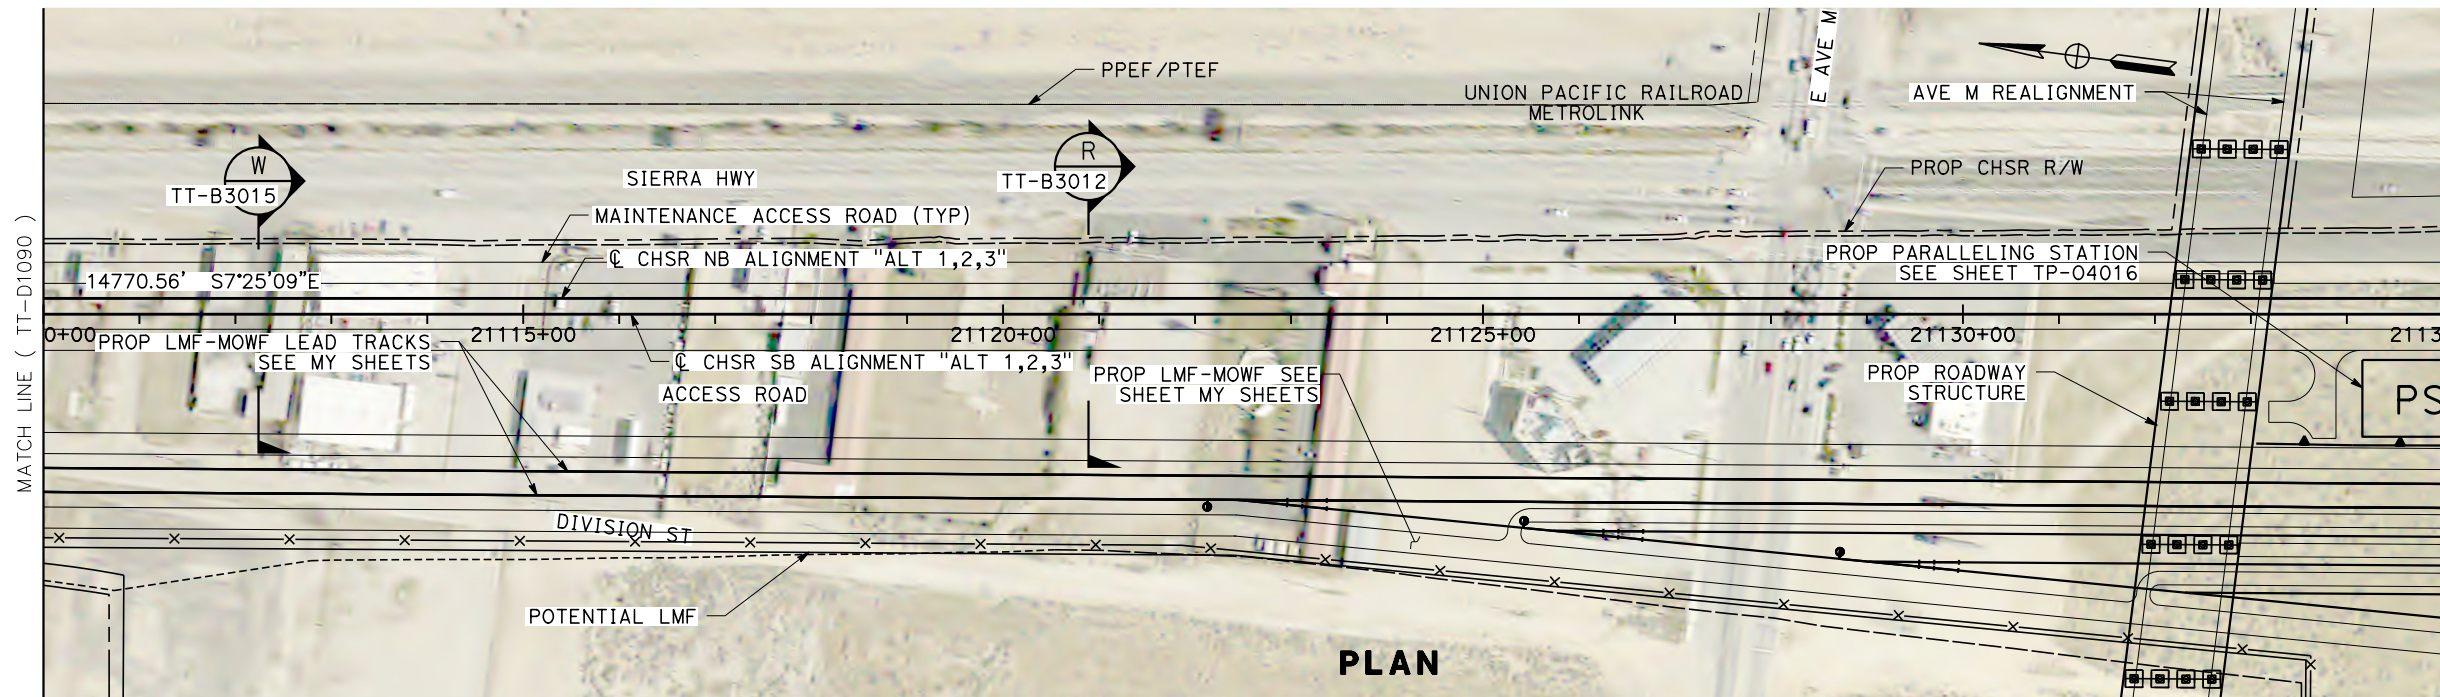 MATCH LINE ( TT-D1090 )
PPEF/PTEF
UNION PACIFIC RAILROAD
METROLINK
E AVE M
AVE M REALIGNMENT
W
TT-B3015
SIERRA HWY
R
TT-B3012
PROP CHSR R/W
MAINTENANCE ACCESS ROAD (TYP)
℄ CHSR NB ALIGNMENT "ALT 1,2,3"
PROP PARALLELING STATION
SEE SHEET TP-04016
14770.56' S7°25'09"E
0+00
21115+00
21120+00
21125+00
21130+00
2113
PROP LMF-MOWF LEAD TRACKS
SEE MY SHEETS
℄ CHSR SB ALIGNMENT "ALT 1,2,3"
ACCESS ROAD
PROP LMF-MOWF SEE
SHEET MY SHEETS
PROP ROADWAY
STRUCTURE
PS
DIVISION ST
POTENTIAL LMF
PLAN